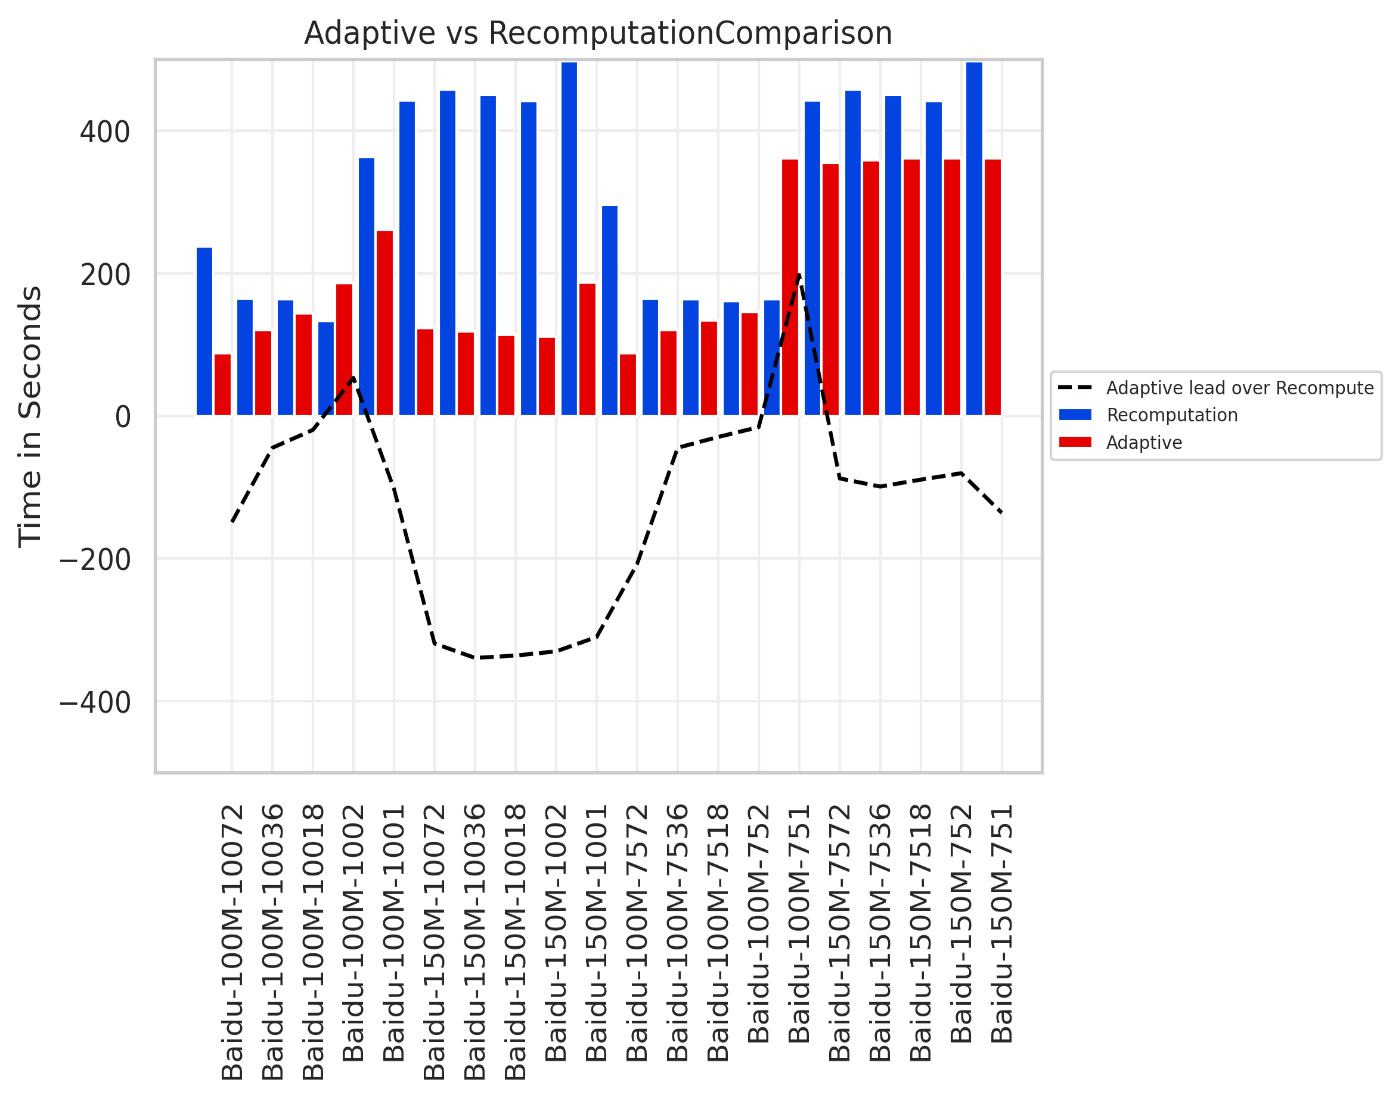 Adaptive vs RecomputationComparison
Time in Seconds
400
200
0
−200
−400
Adaptive lead over Recompute
Recomputation
Adaptive
Baidu-100M-10072
Baidu-100M-10036
Baidu-100M-10018
Baidu-100M-1002
Baidu-100M-1001
Baidu-150M-10072
Baidu-150M-10036
Baidu-150M-10018
Baidu-150M-1002
Baidu-150M-1001
Baidu-100M-7572
Baidu-100M-7536
Baidu-100M-7518
Baidu-100M-752
Baidu-100M-751
Baidu-150M-7572
Baidu-150M-7536
Baidu-150M-7518
Baidu-150M-752
Baidu-150M-751